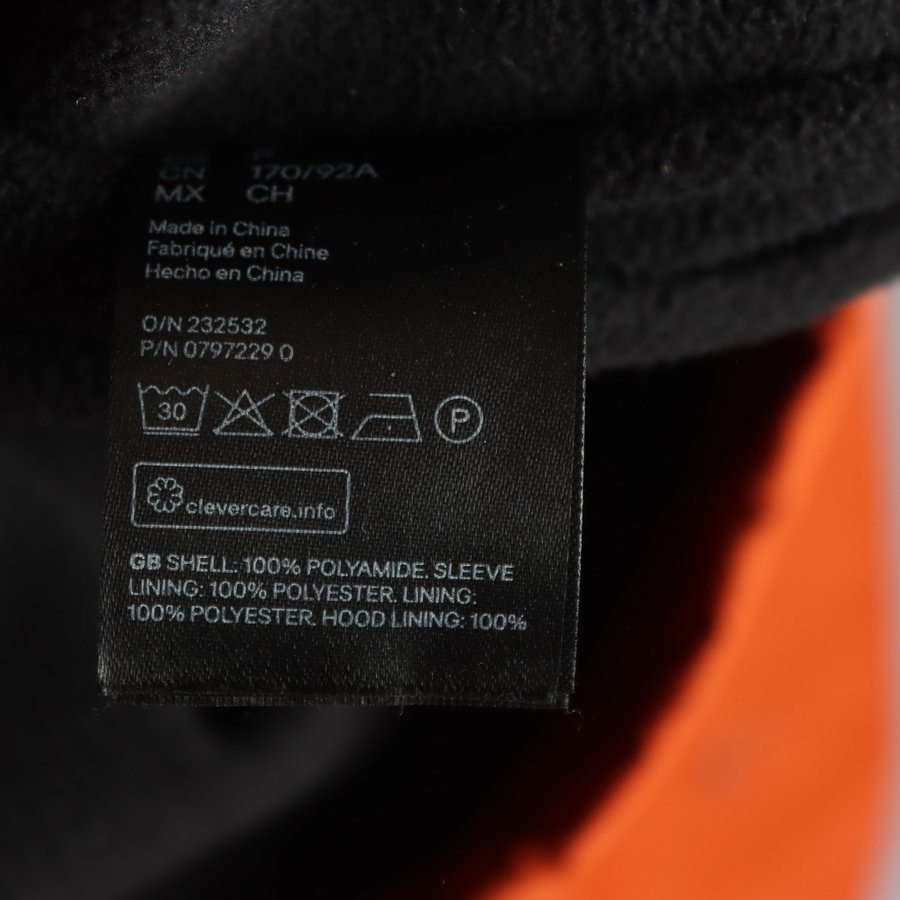 CN 170/92A
MX CH
Made in China
Fabriqué en Chine
Hecho en China
O/N 232532
P/N 0797229 0
30 P
clevercare.info
GB SHELL: 100% POLYAMIDE. SLEEVE
LINING: 100% POLYESTER. LINING:
100% POLYESTER. HOOD LINING: 100%